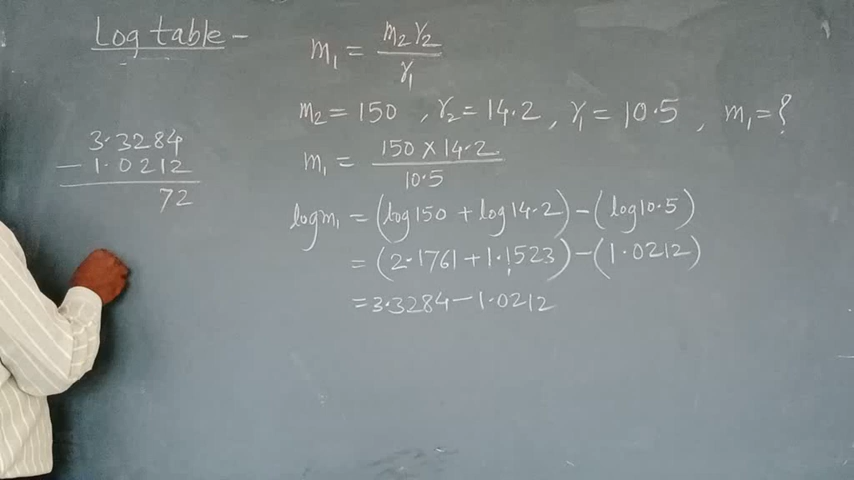 Log table -
m₁ = m₂r₂ / r₁
m₂ = 150 , r₂ = 14.2 , r₁ = 10.5 , m₁ = ?
m₁ = 150 × 14.2 / 10.5
log m₁ = (log 150 + log 14.2) - (log 10.5)
= (2.1761 + 1.1523) - (1.0212)
= 3.3284 - 1.0212
3.3284
- 1.0212
72